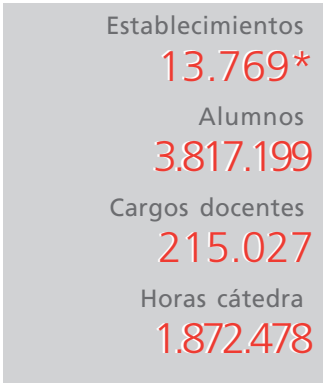 Establecimientos
13.769*
Alumnos
3.817.199
Cargos docentes
215.027
Horas cátedra
1.872.478